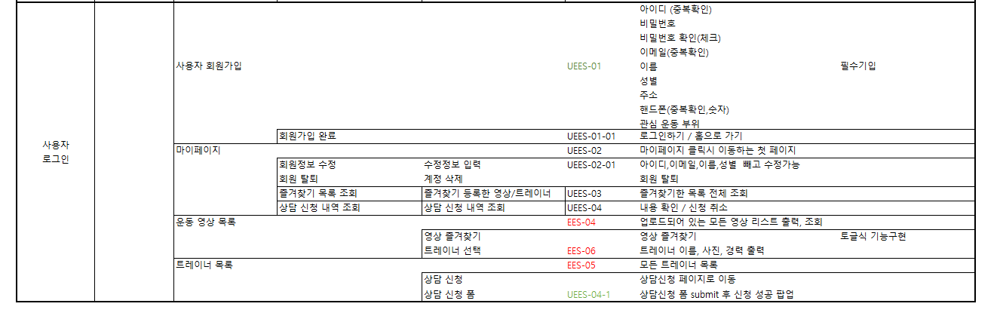 아이디 (중복확인)
비밀번호
비밀번호 확인(체크)
이메일(중복확인)
사용자 회원가입 UEES-01 이름 필수기입
성별
주소
핸드폰(중복확인,숫자)
관심 운동 부위
회원가입 완료 UEES-01-01 로그인하기 / 홈으로 가기
사용자
로그인
마이페이지 UEES-02 마이페이지 클릭시 이동하는 첫 페이지
회원정보 수정 수정정보 입력 UEES-02-01 아이디,이메일,이름,성별 빼고 수정가능
회원 탈퇴 계정 삭제 회원 탈퇴
즐겨찾기 목록 조회 즐겨찾기 등록한 영상/트레이너 UEES-03 즐겨찾기한 목록 전체 조회
상담 신청 내역 조회 상담 신청 내역 조회 UEES-04 내용 확인 / 신청 취소
운동 영상 목록 EES-04 업로드되어 있는 모든 영상 리스트 출력, 조회
영상 즐겨찾기 영상 즐겨찾기 토글식 기능구현
트레이너 선택 EES-06 트레이너 이름, 사진, 경력 출력
트레이너 목록 EES-05 모든 트레이너 목록
상담 신청 상담신청 페이지로 이동
상담 신청 폼 UEES-04-1 상담신청 폼 submit 후 신청 성공 팝업